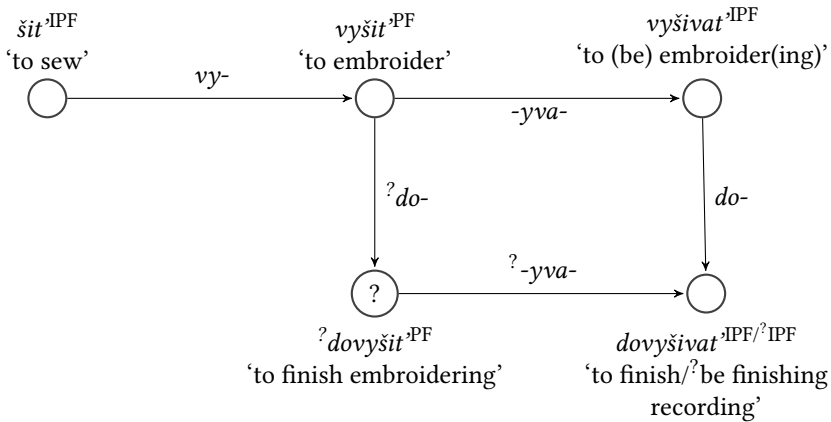 šit’IPF
‘to sew’
vyšit’PF
‘to embroider’
vyšivat’IPF
‘to (be) embroider(ing)’
vy-
-yva-
?do-
do-
?
?-yva-
?dovyšit’PF
‘to finish embroidering’
dovyšivat’IPF/?IPF
‘to finish/?be finishing
recording’